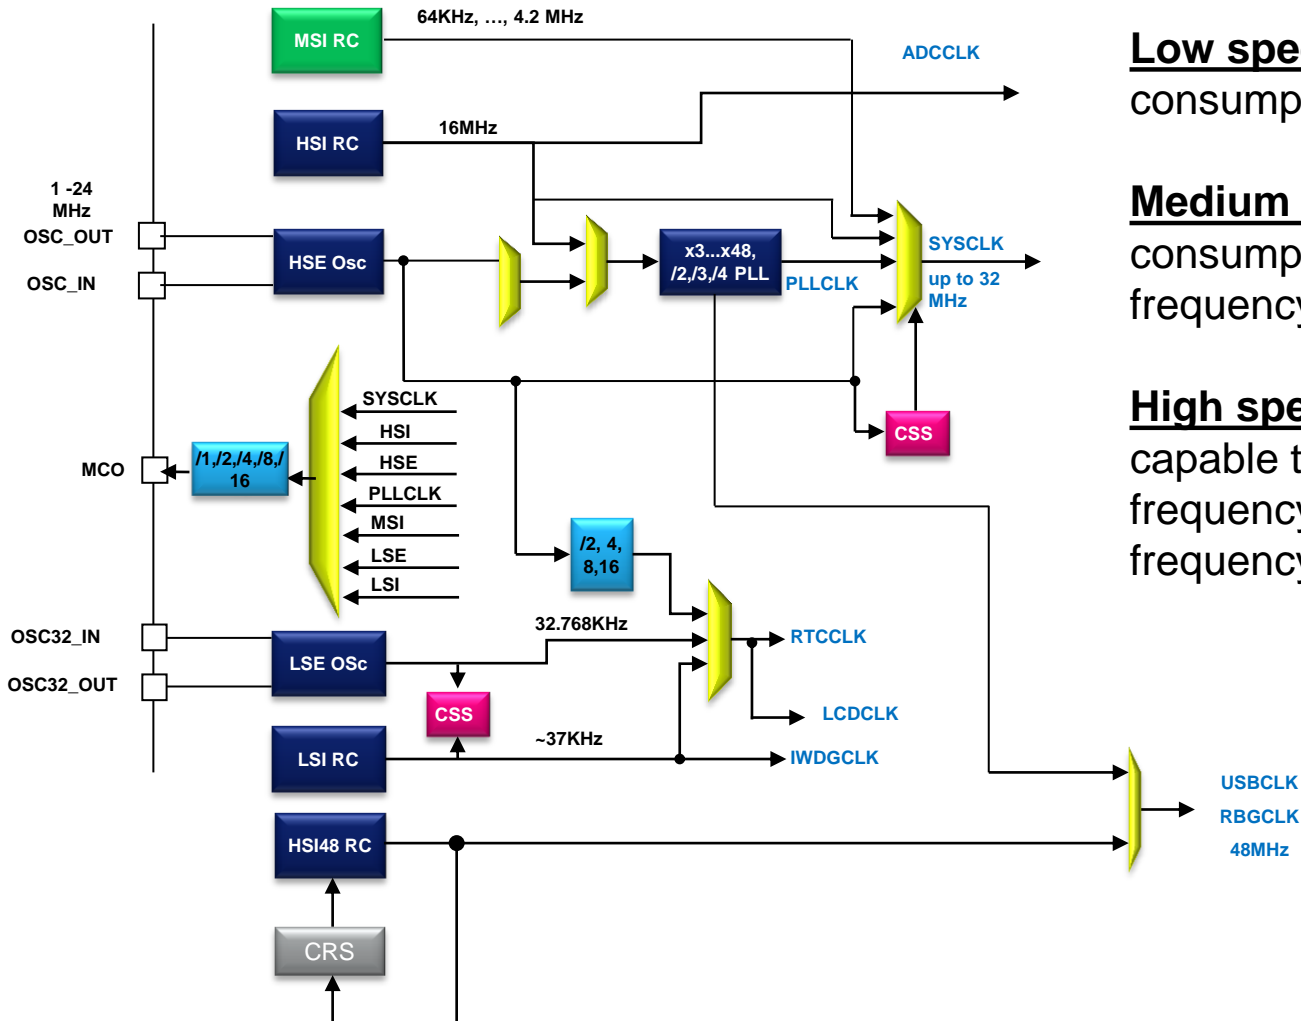 64KHz, ..., 4.2 MHz
MSI RC
ADCCLK
HSI RC
16MHz
1 -24
MHz
OSC_OUT
OSC_IN
HSE Osc
x3...x48,
/2,/3,/4 PLL
PLLCLK
SYSCLK
up to 32
MHz
CSS
SYSCLK
HSI
HSE
PLLCLK
MSI
LSE
LSI
MCO
/1,/2,/4,/8,/
16
/2, 4,
8,16
OSC32_IN
OSC32_OUT
LSE OSc
32.768KHz
RTCCLK
LCDCLK
CSS
LSI RC
~37KHz
IWDGCLK
HSI48 RC
USBCLK
RBGCLK
48MHz
CRS
Low spe
consump
Medium
consump
frequency
High spe
capable t
frequency
frequency